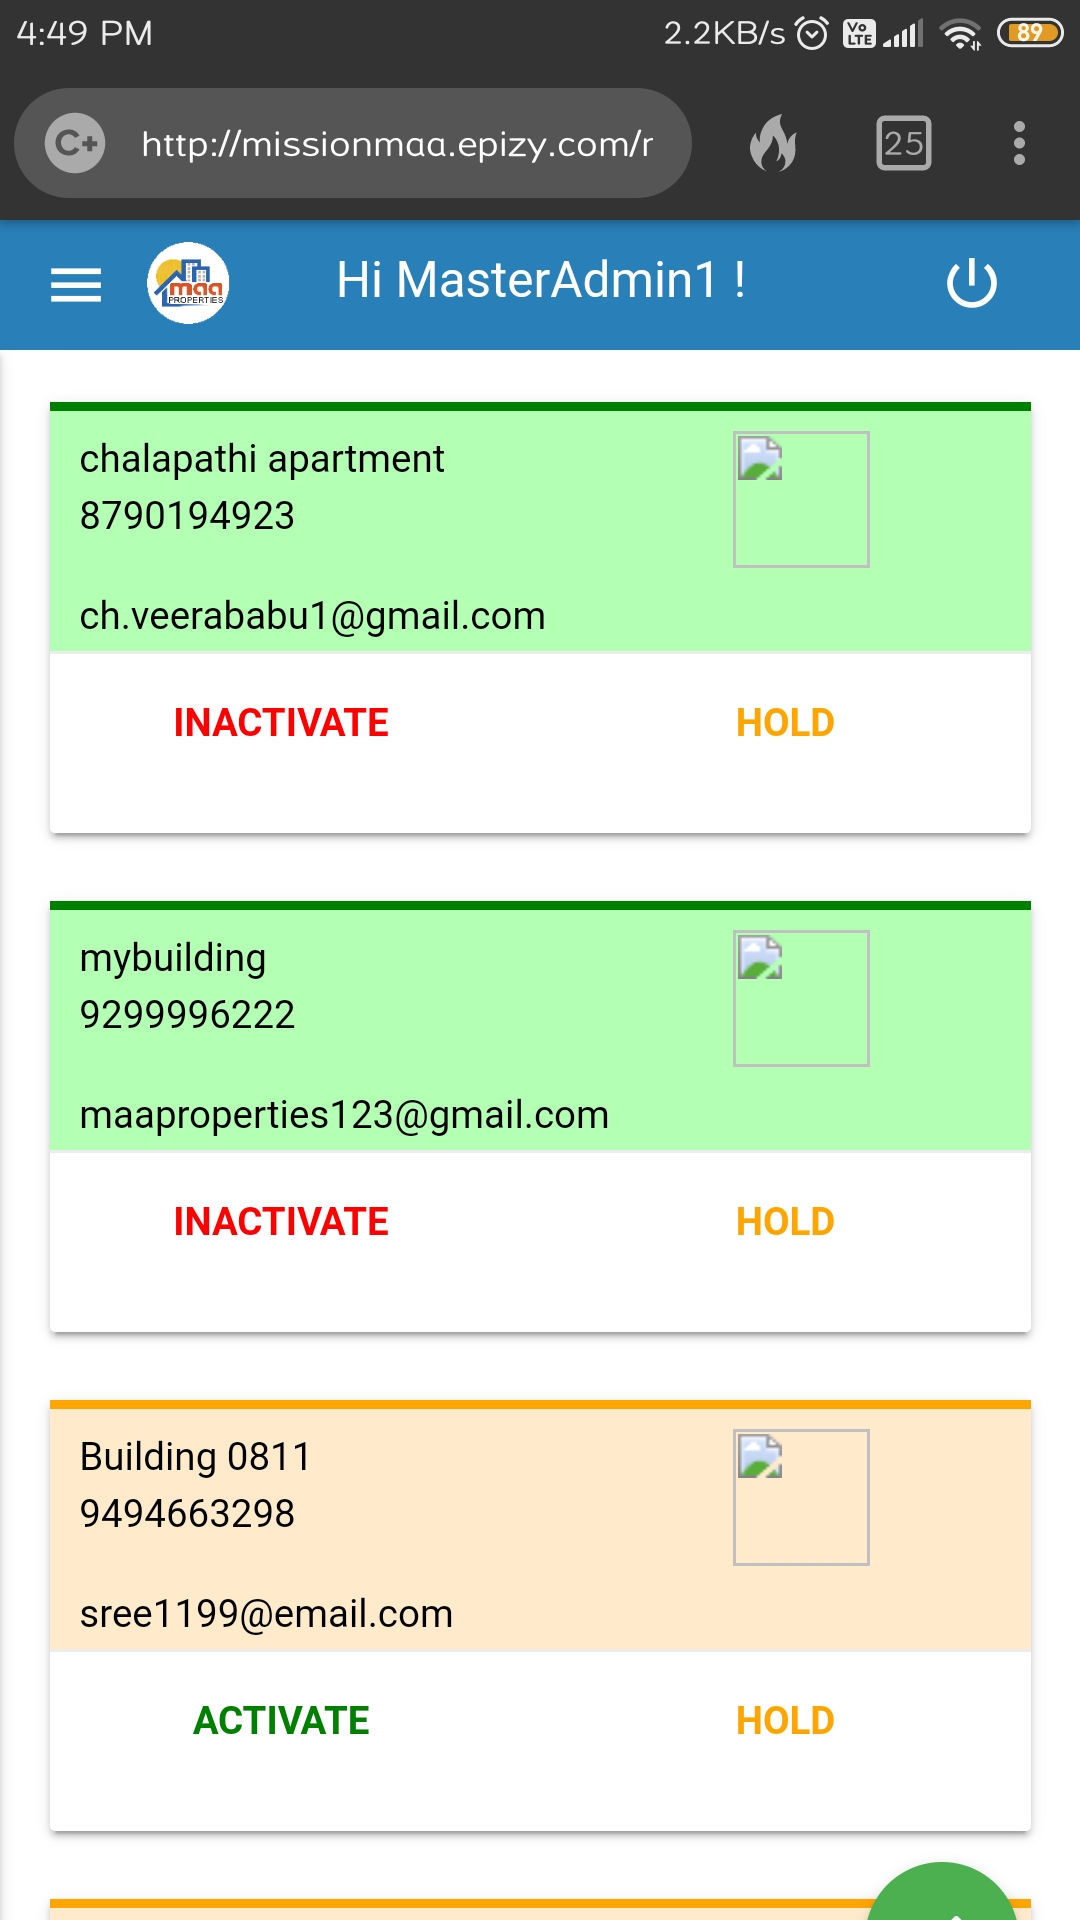 4:49 PM
2.2KB/s
Vo
LTE
89
C+
http://missionmaa.epizy.com/r
25
maa
PROPERTIES
Hi MasterAdmin1 !
chalapathi apartment
8790194923
ch.veerababu1@gmail.com
INACTIVATE
HOLD
mybuilding
9299996222
maaproperties123@gmail.com
INACTIVATE
HOLD
Building 0811
9494663298
sree1199@email.com
ACTIVATE
HOLD